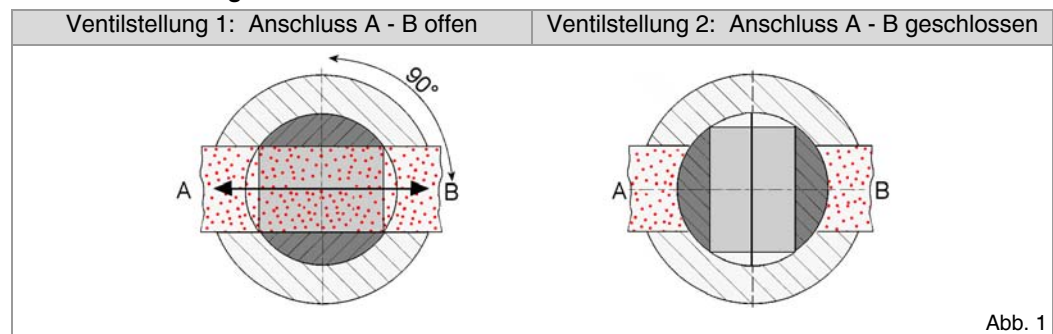 Ventilstellung 1: Anschluss A - B offen
Ventilstellung 2: Anschluss A - B geschlossen
90°
A
B
A
B
Abb. 1